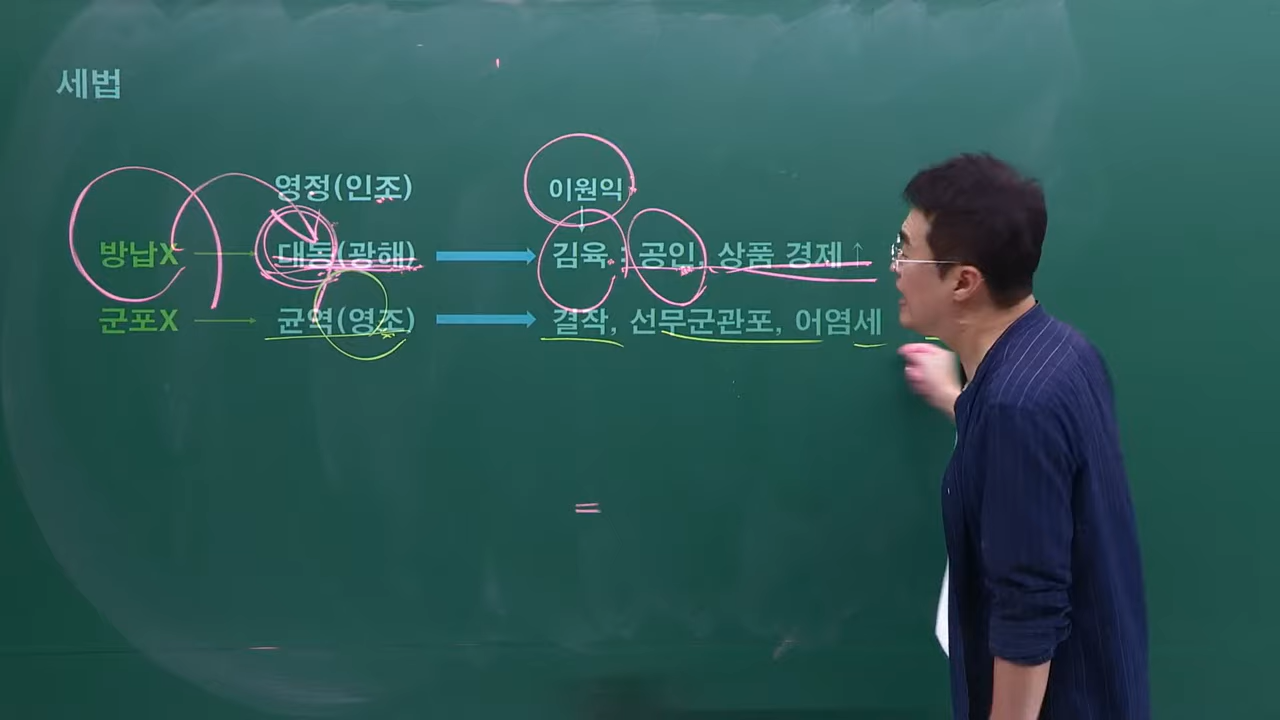 세법
영정(인조)
이원익
↓
방납X → 대동(광해) → 김육 : 공인, 상품 경제↑
군포X → 균역(영조) → 결작, 선무군관포, 어염세
=